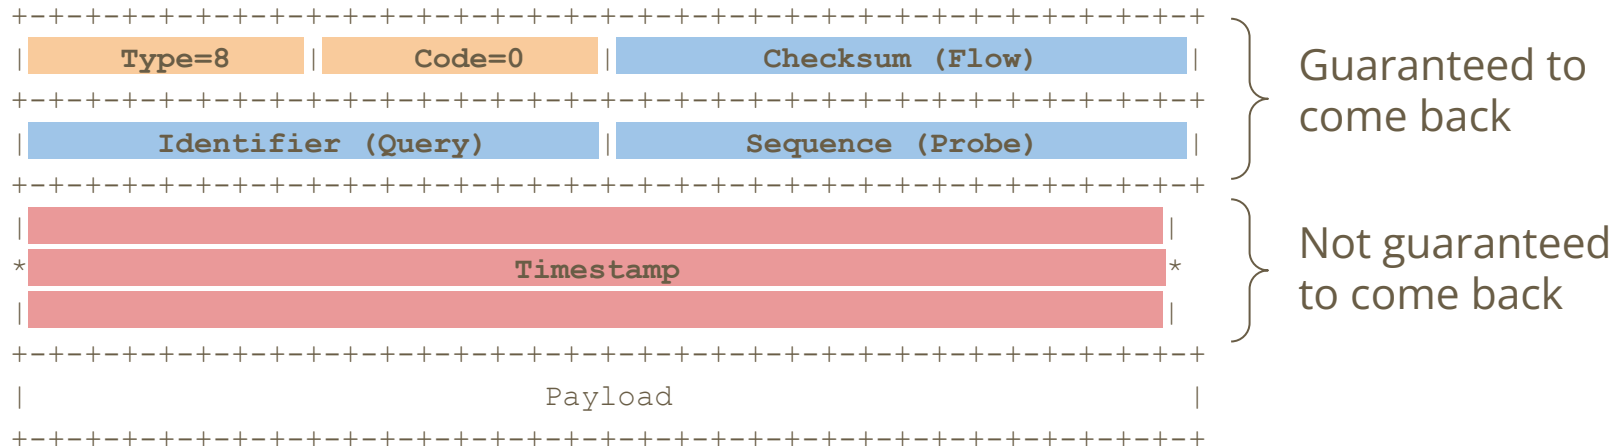 +-+-+-+-+-+-+-+-+-+-+-+-+-+-+-+-+-+-+-+-+-+-+-+-+-+-+-+-+-+-+-+-+
| Type=8 | Code=0 | Checksum (Flow) |
+-+-+-+-+-+-+-+-+-+-+-+-+-+-+-+-+-+-+-+-+-+-+-+-+-+-+-+-+-+-+-+-+
| Identifier (Query) | Sequence (Probe) |
+-+-+-+-+-+-+-+-+-+-+-+-+-+-+-+-+-+-+-+-+-+-+-+-+-+-+-+-+-+-+-+-+
Guaranteed to
come back
| |
* Timestamp *
| |
Not guaranteed
to come back
+-+-+-+-+-+-+-+-+-+-+-+-+-+-+-+-+-+-+-+-+-+-+-+-+-+-+-+-+-+-+-+-+
| Payload |
+-+-+-+-+-+-+-+-+-+-+-+-+-+-+-+-+-+-+-+-+-+-+-+-+-+-+-+-+-+-+-+-+